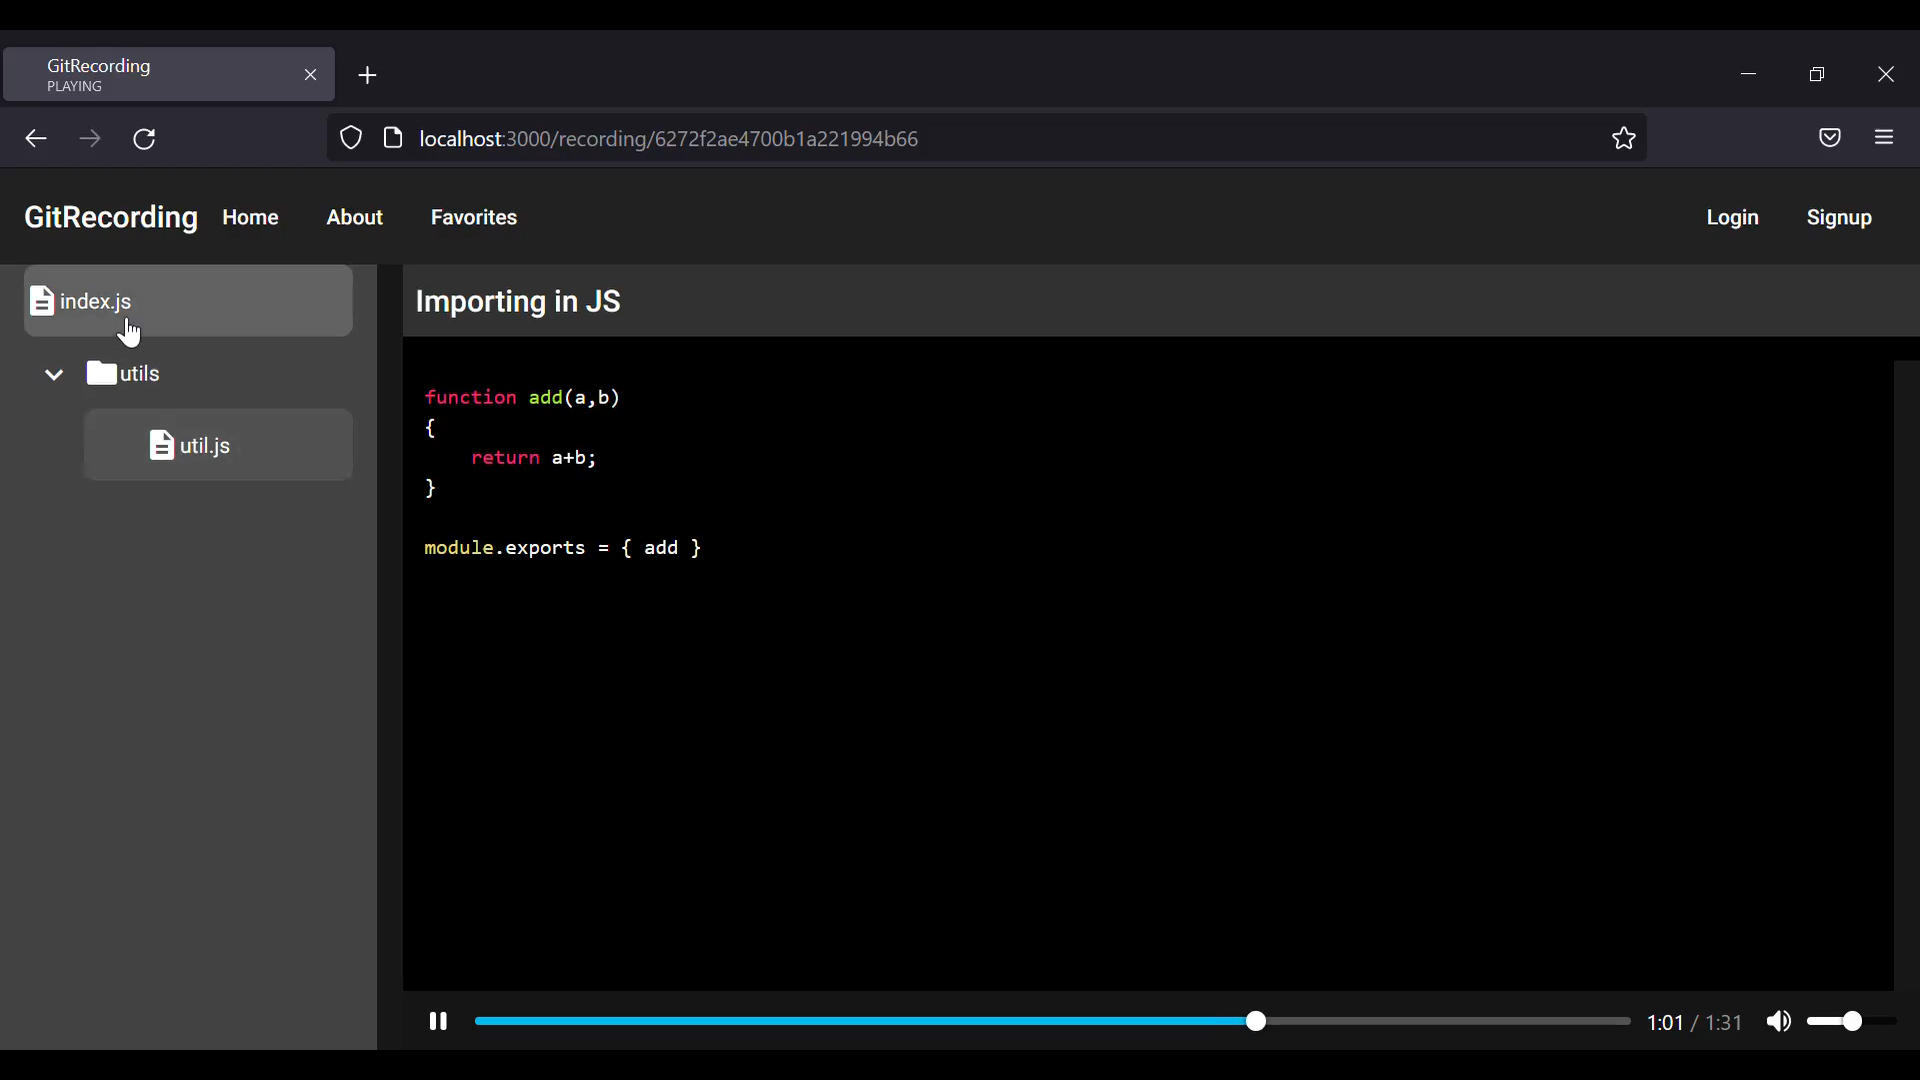 GitRecording
PLAYING
localhost:3000/recording/6272f2ae4700b1a221994b66
GitRecording Home About Favorites Login Signup
index.js
utils
util.js
Importing in JS
function add(a,b)
{
    return a+b;
}
module.exports = { add }
1:01 / 1:31